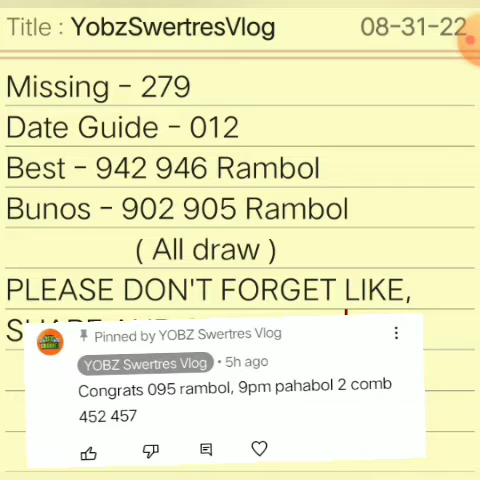 Title : YobzSwertresVlog 08-31-22
Missing - 279
Date Guide - 012
Best - 942 946 Rambol
Bunos - 902 905 Rambol
( All draw )
PLEASE DON'T FORGET LIKE,
Pinned by YOBZ Swertres Vlog
YOBZ Swertres Vlog • 5h ago
Congrats 095 rambol, 9pm pahabol 2 comb
452 457